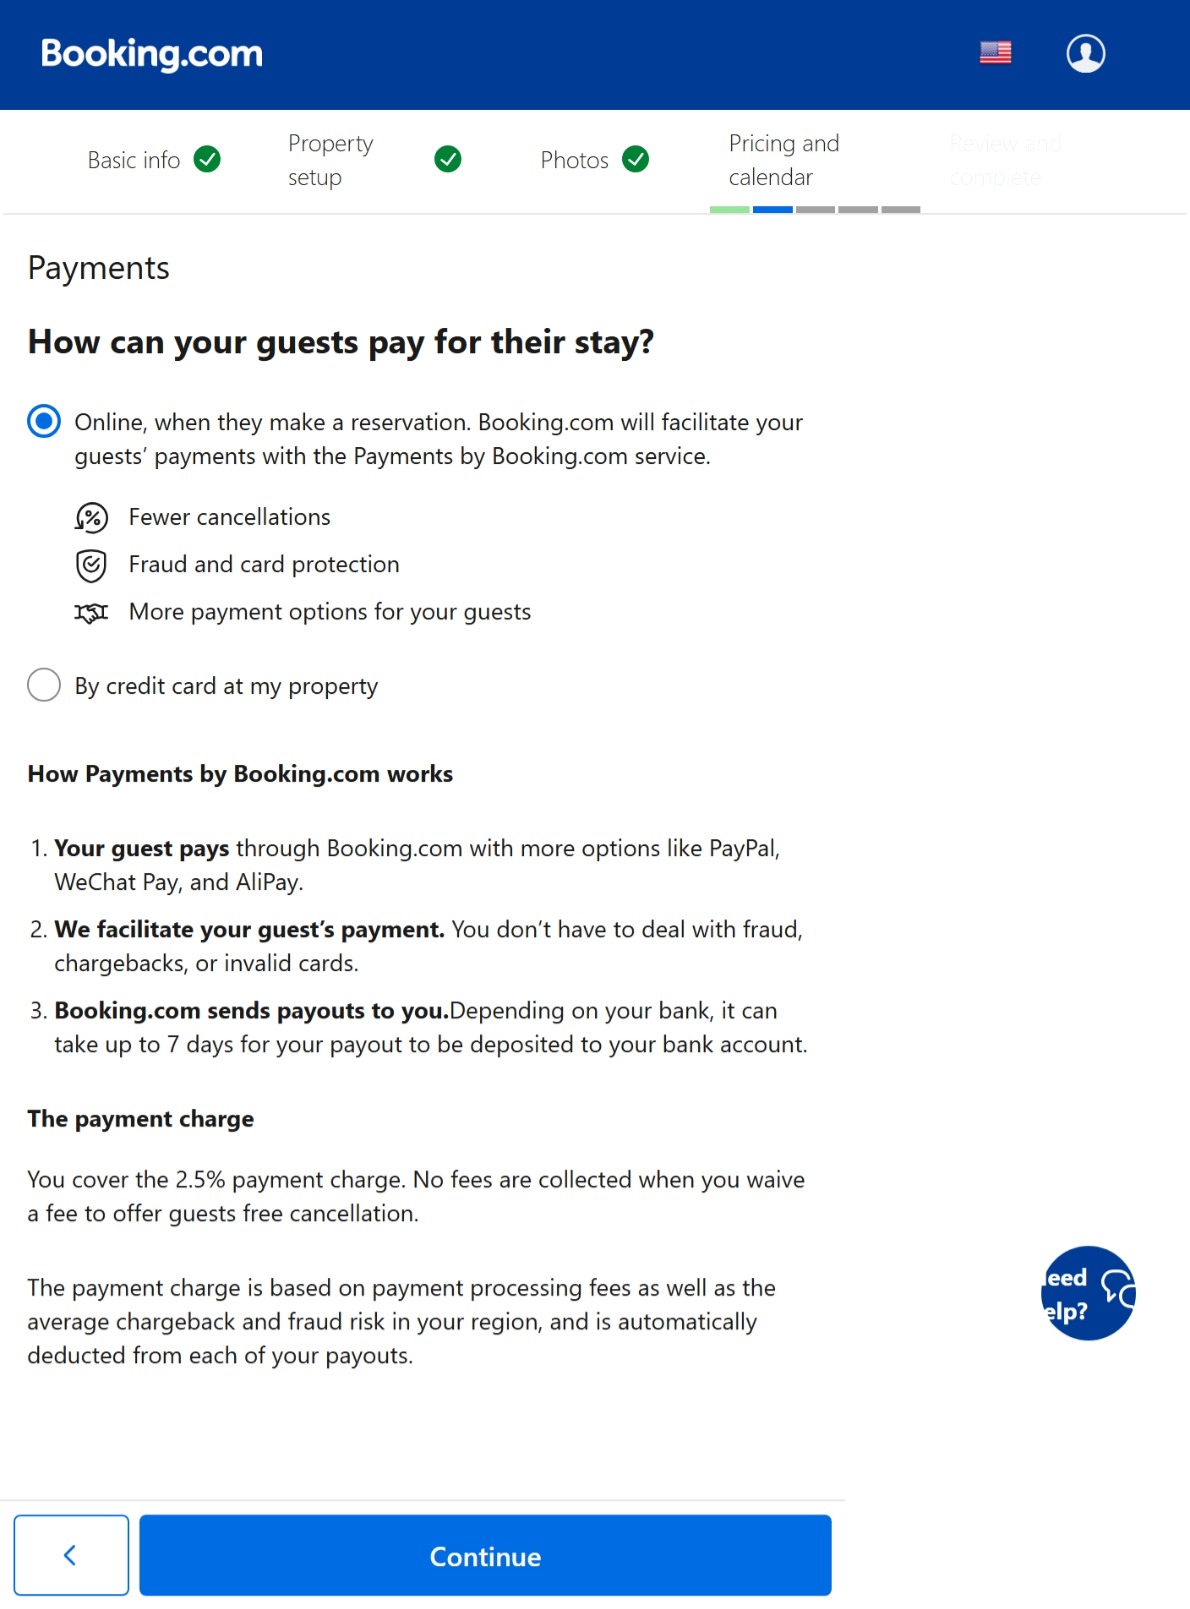 Booking.com
Basic info
Property
setup
Photos
Pricing and
calendar
Review and
complete
Payments
How can your guests pay for their stay?
Online, when they make a reservation. Booking.com will facilitate your
guests’ payments with the Payments by Booking.com service.
Fewer cancellations
Fraud and card protection
More payment options for your guests
By credit card at my property
How Payments by Booking.com works
1. Your guest pays through Booking.com with more options like PayPal,
WeChat Pay, and AliPay.
2. We facilitate your guest’s payment. You don’t have to deal with fraud,
chargebacks, or invalid cards.
3. Booking.com sends payouts to you.Depending on your bank, it can
take up to 7 days for your payout to be deposited to your bank account.
The payment charge
You cover the 2.5% payment charge. No fees are collected when you waive
a fee to offer guests free cancellation.
eed
elp?
The payment charge is based on payment processing fees as well as the
average chargeback and fraud risk in your region, and is automatically
deducted from each of your payouts.
Continue